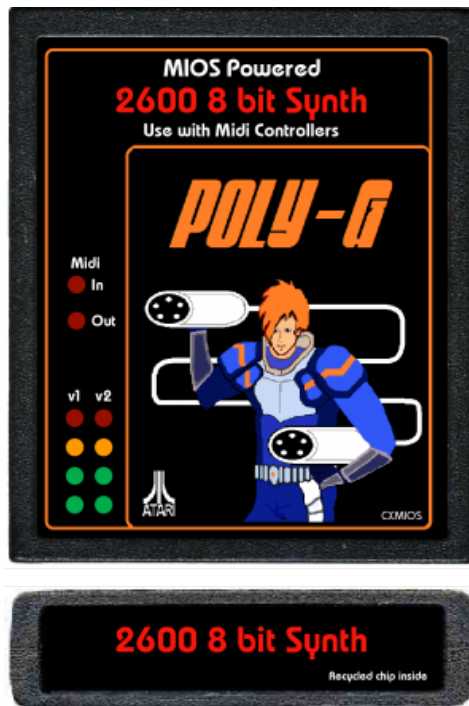 MIOS Powered
2600 8 bit Synth
Use with Midi Controllers
POLY-G
Midi
In
Out
v1 v2
ATARI
CXMIOS
2600 8 bit Synth
Recycled chip inside